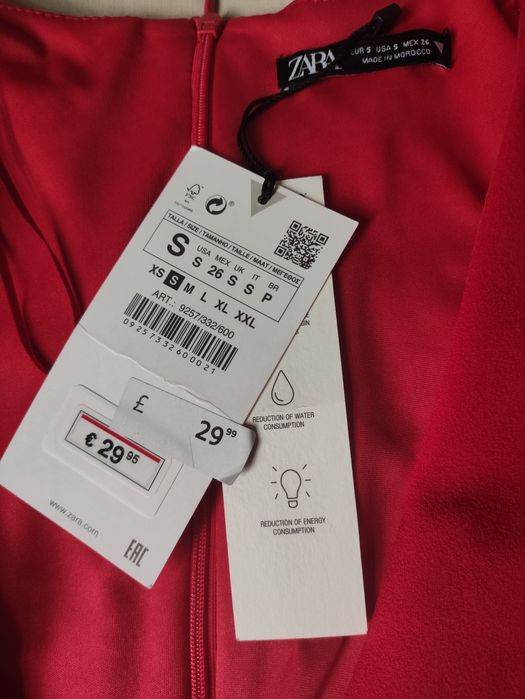 ZARA
EUR S USA S MEX 26
MADE IN MOROCCO
FSC
TALLA / SIZE / TAMANHO / TAILLE / MAAT / ΜΕΓΕΘΟΣ
S
USA MEX UK IT BR
S 26 S S P
XS S M L XL XXL
ART.: 9257/332/600
09257332600021
£ 29 99
€ 29 95
www.zara.com
EAC
REDUCTION OF WATER
CONSUMPTION
REDUCTION OF ENERGY
CONSUMPTION